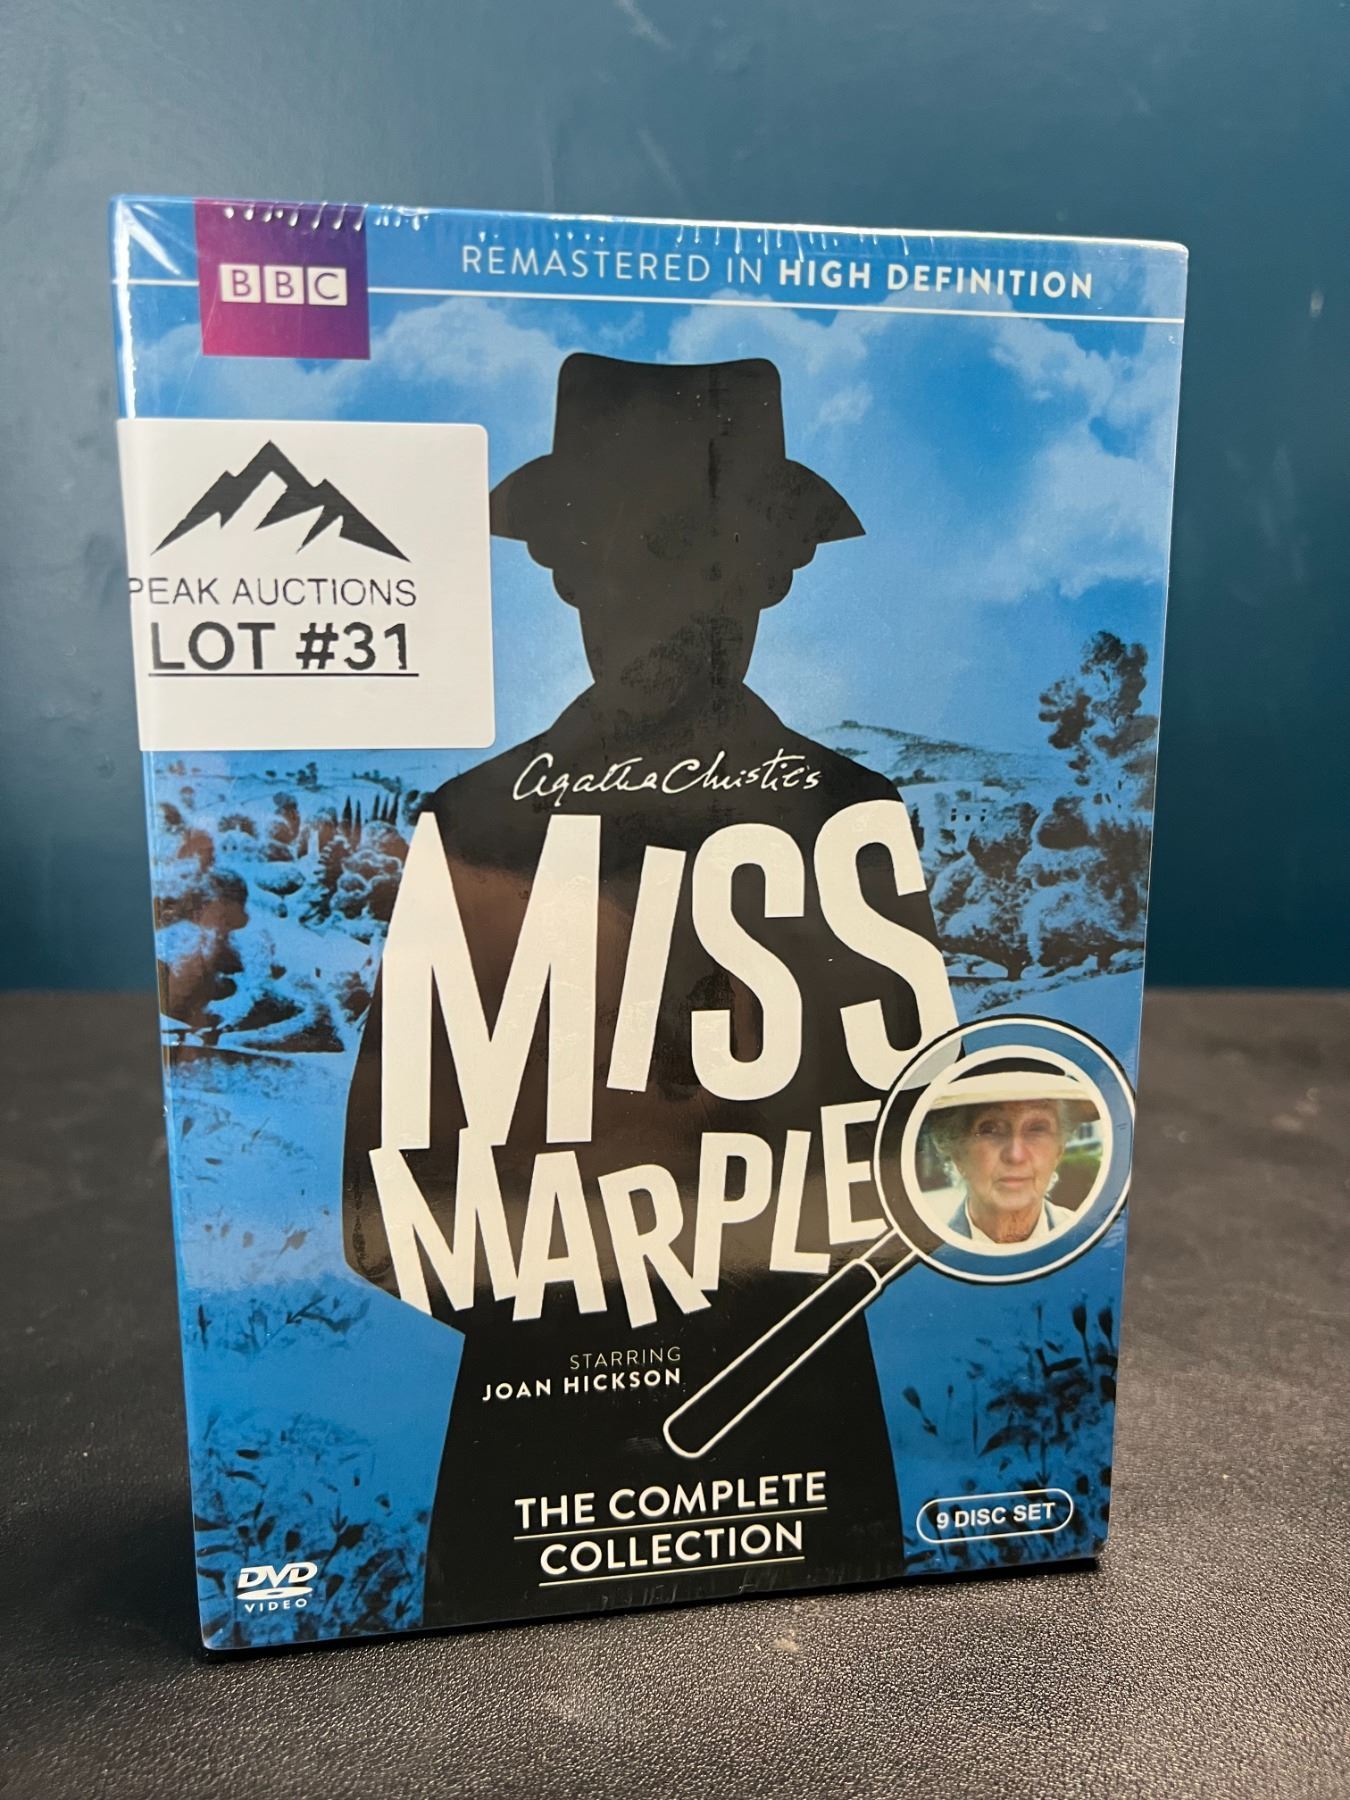 BBC
REMASTERED IN HIGH DEFINITION
PEAK AUCTIONS
LOT #31
Agatha Christie's
MISS
MARPLE
STARRING
JOAN HICKSON
THE COMPLETE
COLLECTION
9 DISC SET
DVD
VIDEO